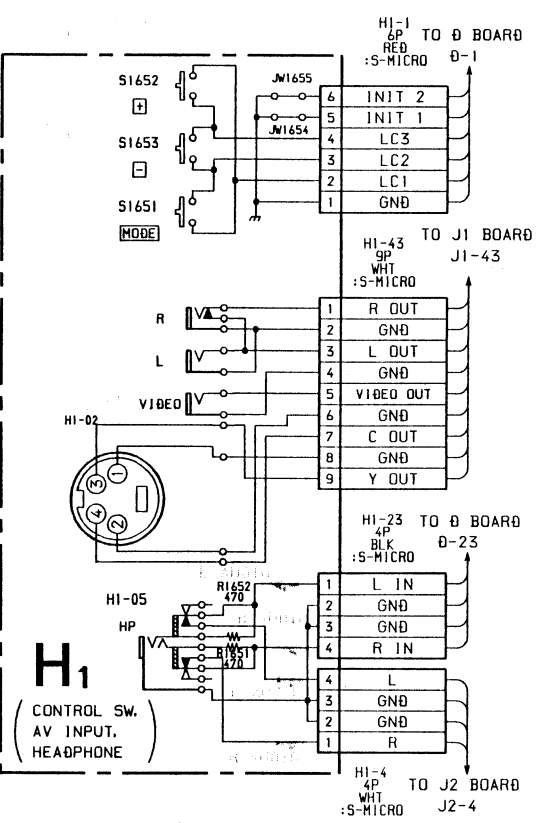 H1-1
6P
RED
:S-MICRO
TO D BOARD
D-1
S1652
+
S1653
-
S1651
MODE
JW1655
JW1654
6 INIT 2
5 INIT 1
4 LC3
3 LC2
2 LC1
1 GND
H1-43
9P
WHT
:S-MICRO
TO J1 BOARD
J1-43
R
L
VIDEO
H1-02
3
1
4
2
1 R OUT
2 GND
3 L OUT
4 GND
5 VIDEO OUT
6 GND
7 C OUT
8 GND
9 Y OUT
H1-23
4P
BLK
:S-MICRO
TO D BOARD
D-23
H1-05
HP
R1652
470
R1651
470
1 L IN
2 GND
3 GND
4 R IN
4 L
3 GND
2 GND
1 R
H1
(CONTROL SW,
AV INPUT,
HEADPHONE)
H1-4
4P
WHT
:S-MICRO
TO J2 BOARD
J2-4